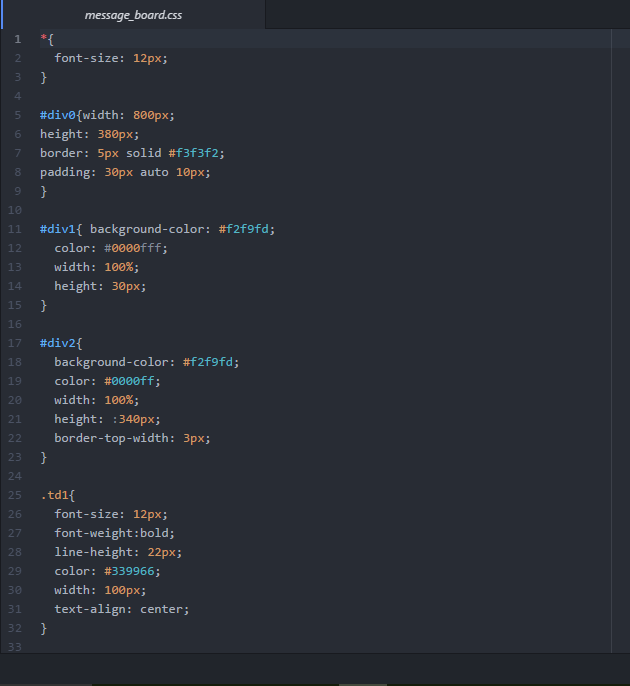 message_board.css
1 *{
2   font-size: 12px;
3 }
4
5 #div0{width: 800px;
6 height: 380px;
7 border: 5px solid #f3f3f2;
8 padding: 30px auto 10px;
9 }
10
11 #div1{ background-color: #f2f9fd;
12   color: #0000fff;
13   width: 100%;
14   height: 30px;
15 }
16
17 #div2{
18   background-color: #f2f9fd;
19   color: #0000ff;
20   width: 100%;
21   height: :340px;
22   border-top-width: 3px;
23 }
24
25 .td1{
26   font-size: 12px;
27   font-weight:bold;
28   line-height: 22px;
29   color: #339966;
30   width: 100px;
31   text-align: center;
32 }
33